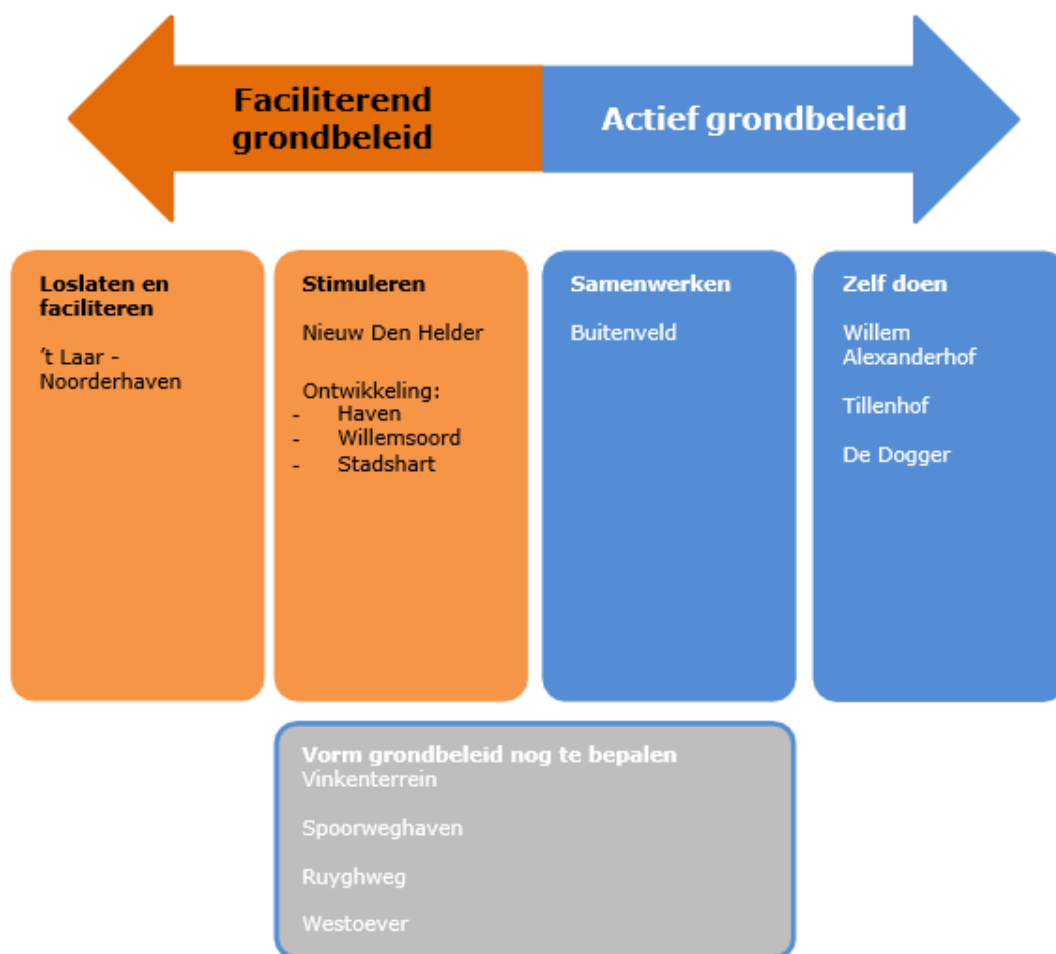 Faciliterend
grondbeleid
Actief grondbeleid
Loslaten en
faciliteren
’t Laar -
Noorderhaven
Stimuleren
Nieuw Den Helder
Ontwikkeling:
- Haven
- Willemsoord
- Stadshart
Samenwerken
Buitenveld
Zelf doen
Willem
Alexanderhof
Tillenhof
De Dogger
Vorm grondbeleid nog te bepalen
Vinkenterrein
Spoorweghaven
Ruyghweg
Westoever